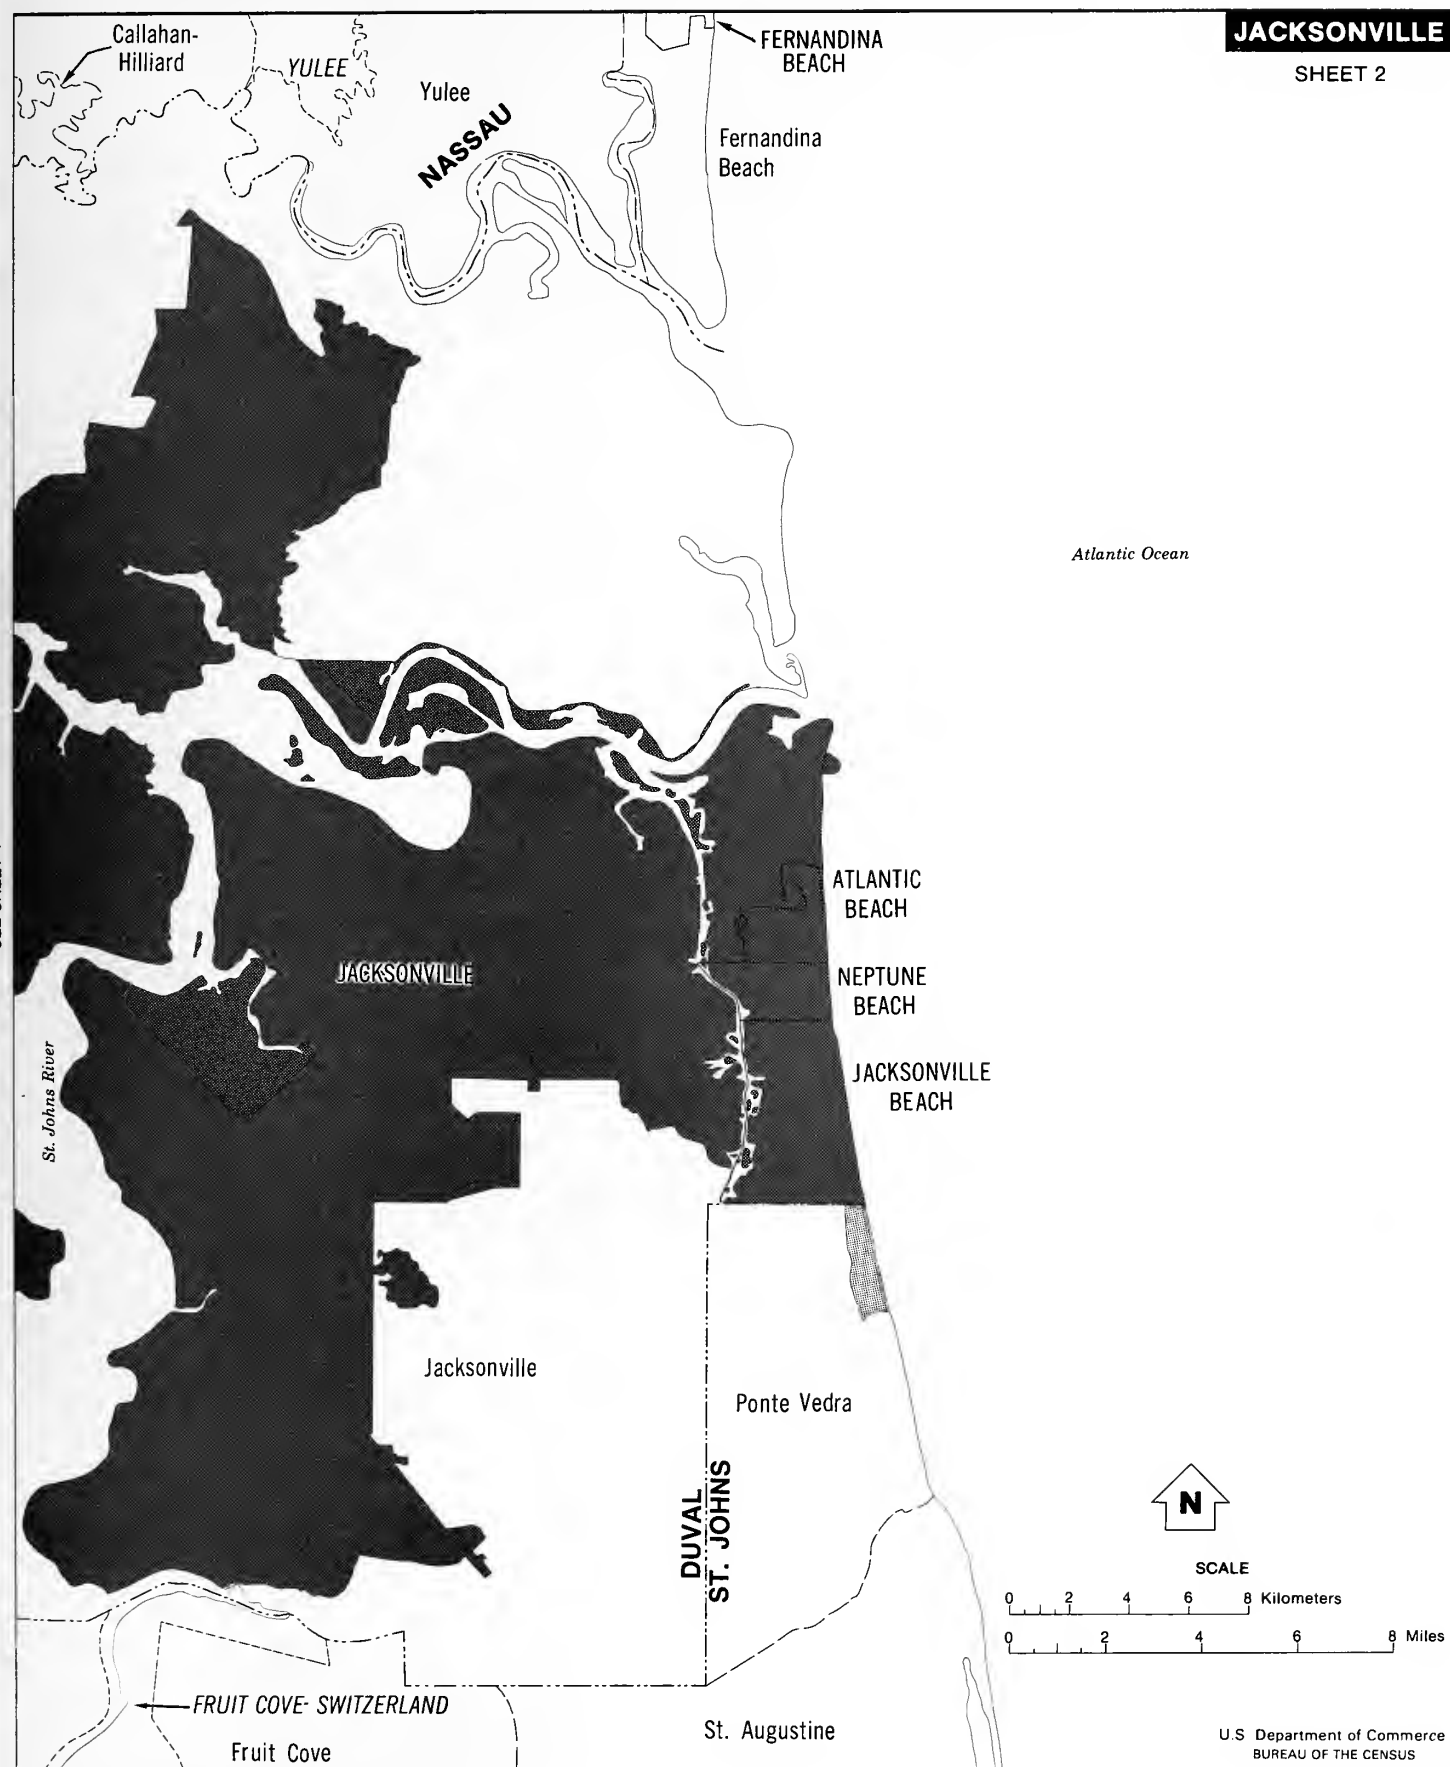 JACKSONVILLE
SHEET 2
Callahan-
Hilliard
YULEE
Yulee
NASSAU
FERNANDINA
BEACH
Fernandina
Beach
Atlantic Ocean
ATLANTIC
BEACH
JACKSONVILLE
NEPTUNE
BEACH
St. Johns River
JACKSONVILLE
BEACH
Jacksonville
Ponte Vedra
DUVAL
ST. JOHNS
N
SCALE
0 2 4 6 8 Kilometers
0 2 4 6 8 Miles
FRUIT COVE- SWITZERLAND
Fruit Cove
St. Augustine
U.S Department of Commerce
BUREAU OF THE CENSUS